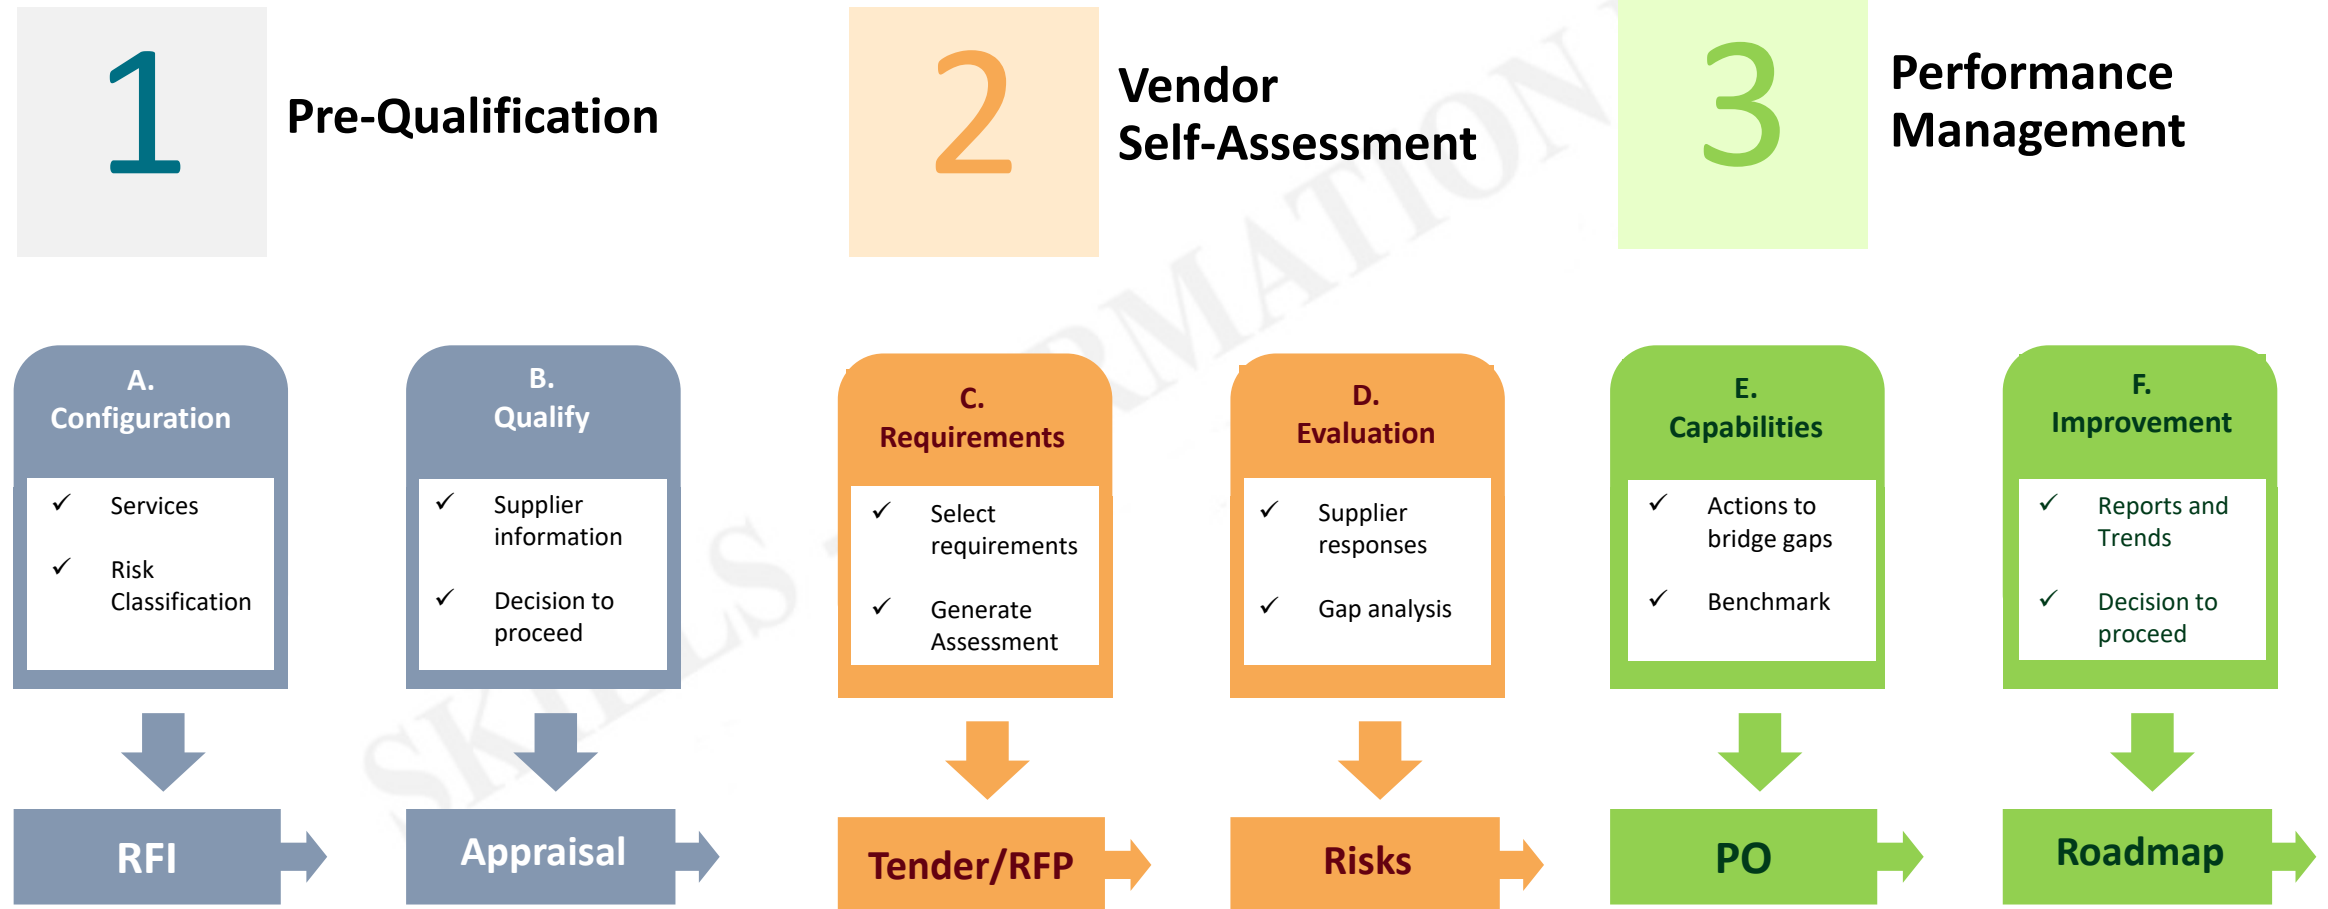 1
Pre-Qualification
2
Vendor
Self-Assessment
3
Performance
Management
A.
Configuration
✓ Services
✓ Risk
Classification
RFI
B.
Qualify
✓ Supplier
information
✓ Decision to
proceed
Appraisal
C.
Requirements
✓ Select
requirements
✓ Generate
Assessment
Tender/RFP
D.
Evaluation
✓ Supplier
responses
✓ Gap analysis
Risks
E.
Capabilities
✓ Actions to
bridge gaps
✓ Benchmark
PO
F.
Improvement
✓ Reports and
Trends
✓ Decision to
proceed
Roadmap
SKILLS